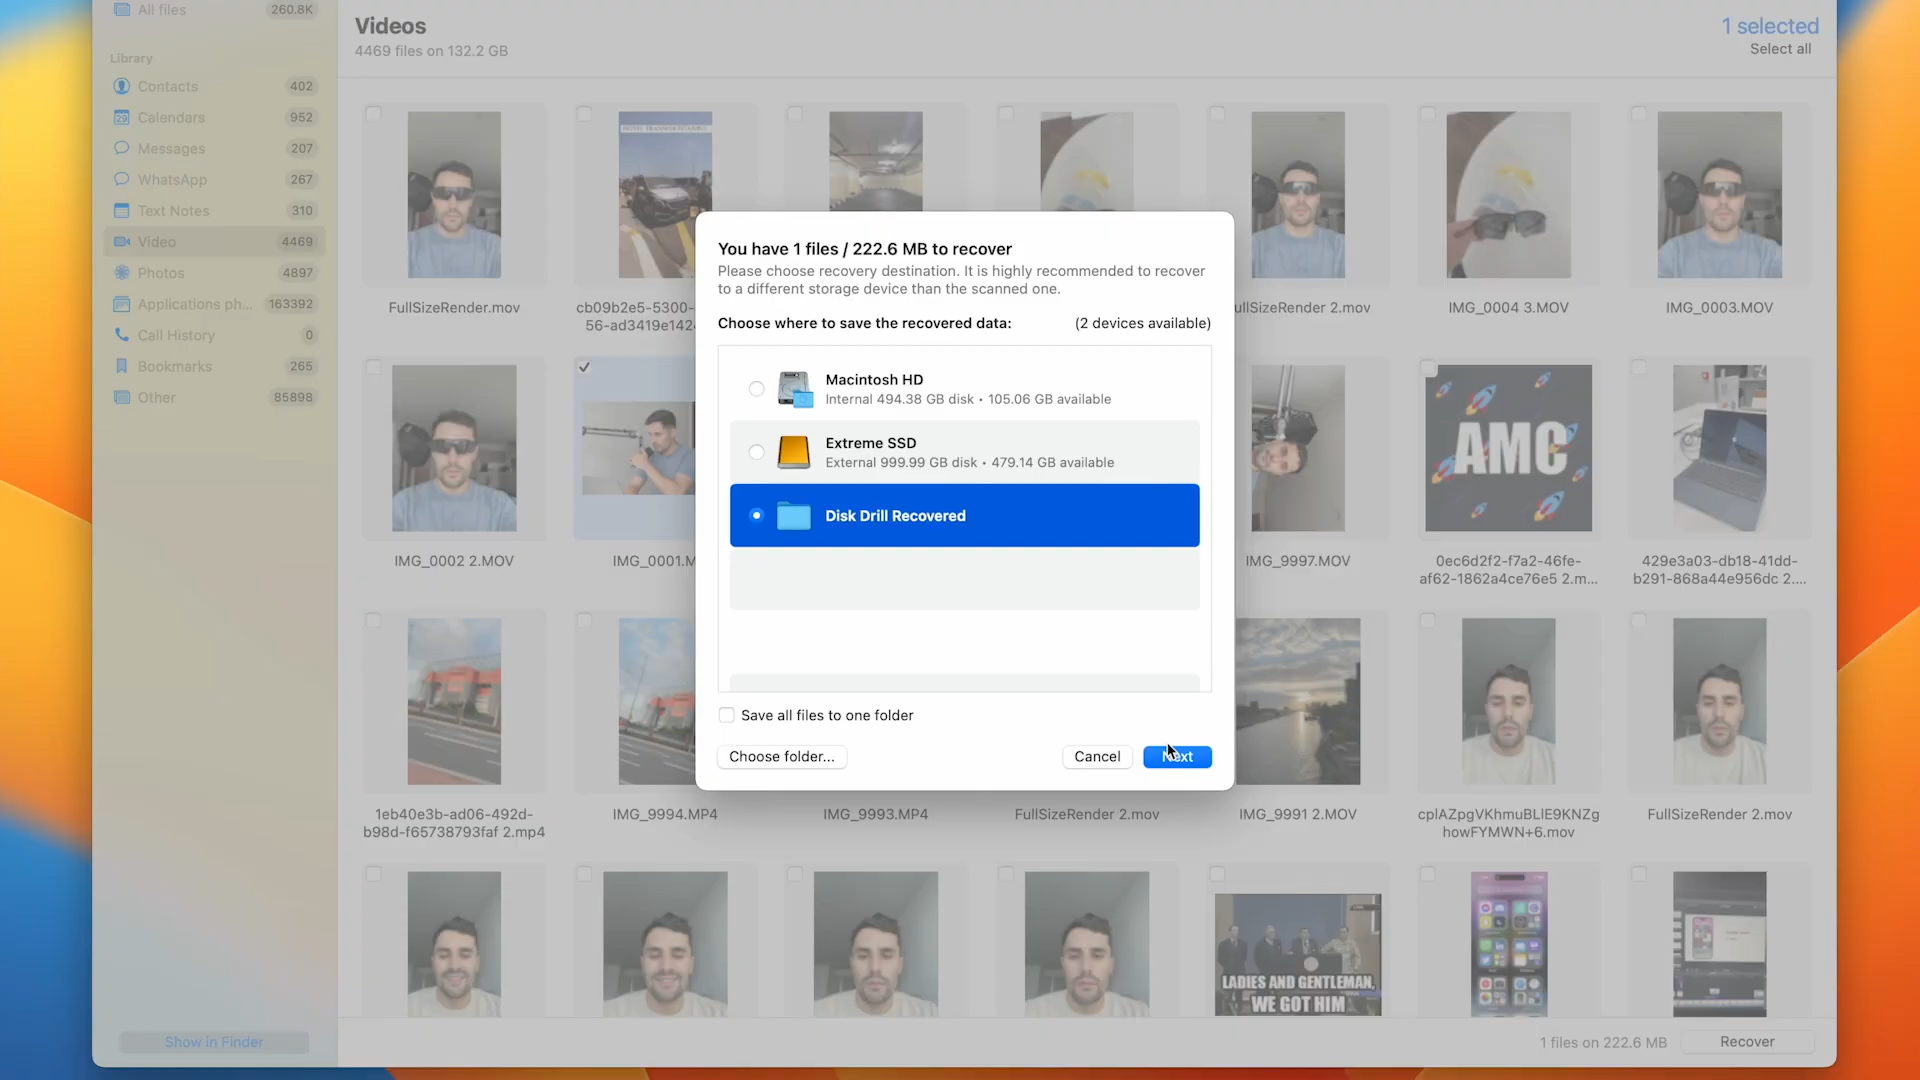 All files 260.8K
Library
Contacts 402
Calendars 952
Messages 207
WhatsApp 267
Text Notes 310
Video 4469
Photos 4897
Applications ph... 163392
Call History 0
Bookmarks 265
Other 85898
Show in Finder
Videos
4469 files on 132.2 GB
1 selected
Select all
FullSizeRender.mov
cb09b2e5-5300-
56-ad3419e142
ullSizeRender 2.mov
IMG_0004 3.MOV
IMG_0003.MOV
You have 1 files / 222.6 MB to recover
Please choose recovery destination. It is highly recommended to recover
to a different storage device than the scanned one.
Choose where to save the recovered data: (2 devices available)
Macintosh HD
Internal 494.38 GB disk • 105.06 GB available
Extreme SSD
External 999.99 GB disk • 479.14 GB available
Disk Drill Recovered
Save all files to one folder
Choose folder...
Cancel
Next
AMC
IMG_0002 2.MOV
IMG_0001.M
IMG_9997.MOV
0ec6d2f2-f7a2-46fe-
af62-1862a4ce76e5 2.m...
429e3a03-db18-41dd-
b291-868a44e956dc 2....
1eb40e3b-ad06-492d-
b98d-f65738793faf 2.mp4
IMG_9994.MP4
IMG_9993.MP4
FullSizeRender 2.mov
IMG_9991 2.MOV
cplAZpgVKhmuBLIE9KNZg
howFYMWN+6.mov
FullSizeRender 2.mov
LADIES AND GENTLEMAN,
WE GOT HIM
1 files on 222.6 MB
Recover